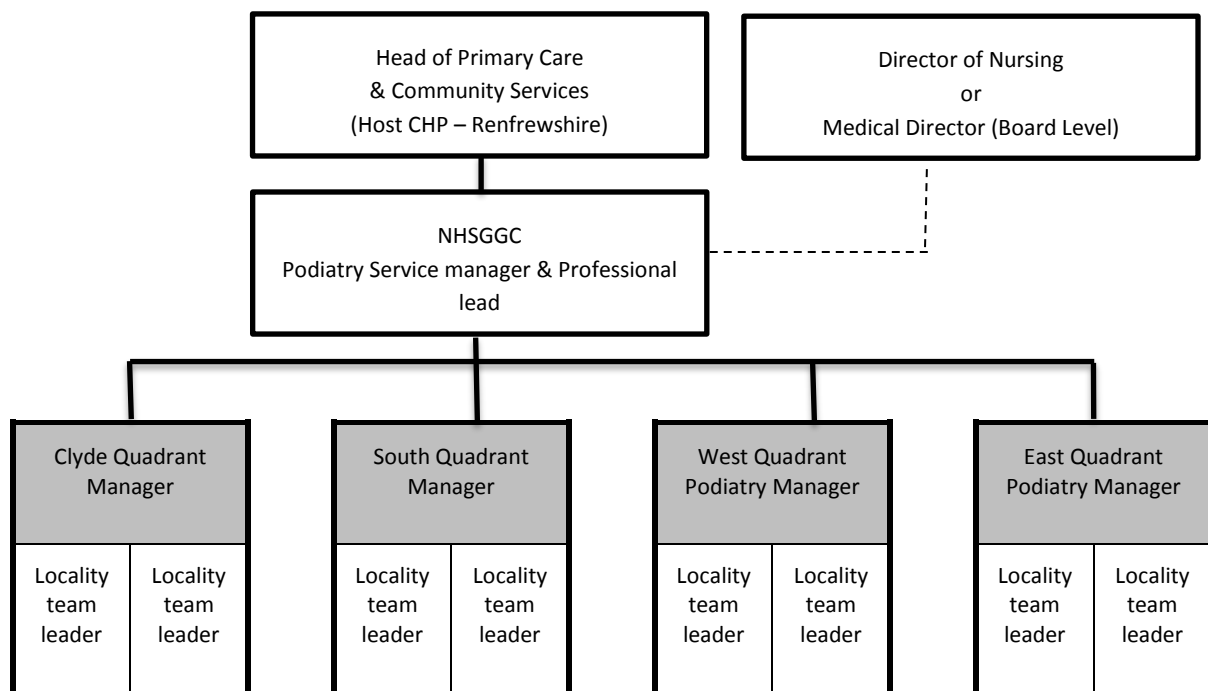 Head of Primary Care
& Community Services
(Host CHP – Renfrewshire)
Director of Nursing
or
Medical Director (Board Level)
NHSGGC
Podiatry Service manager & Professional
lead
Clyde Quadrant
Manager
South Quadrant
Manager
West Quadrant
Podiatry Manager
East Quadrant
Podiatry Manager
Locality
team
leader
Locality
team
leader
Locality
team
leader
Locality
team
leader
Locality
team
leader
Locality
team
leader
Locality
team
leader
Locality
team
leader